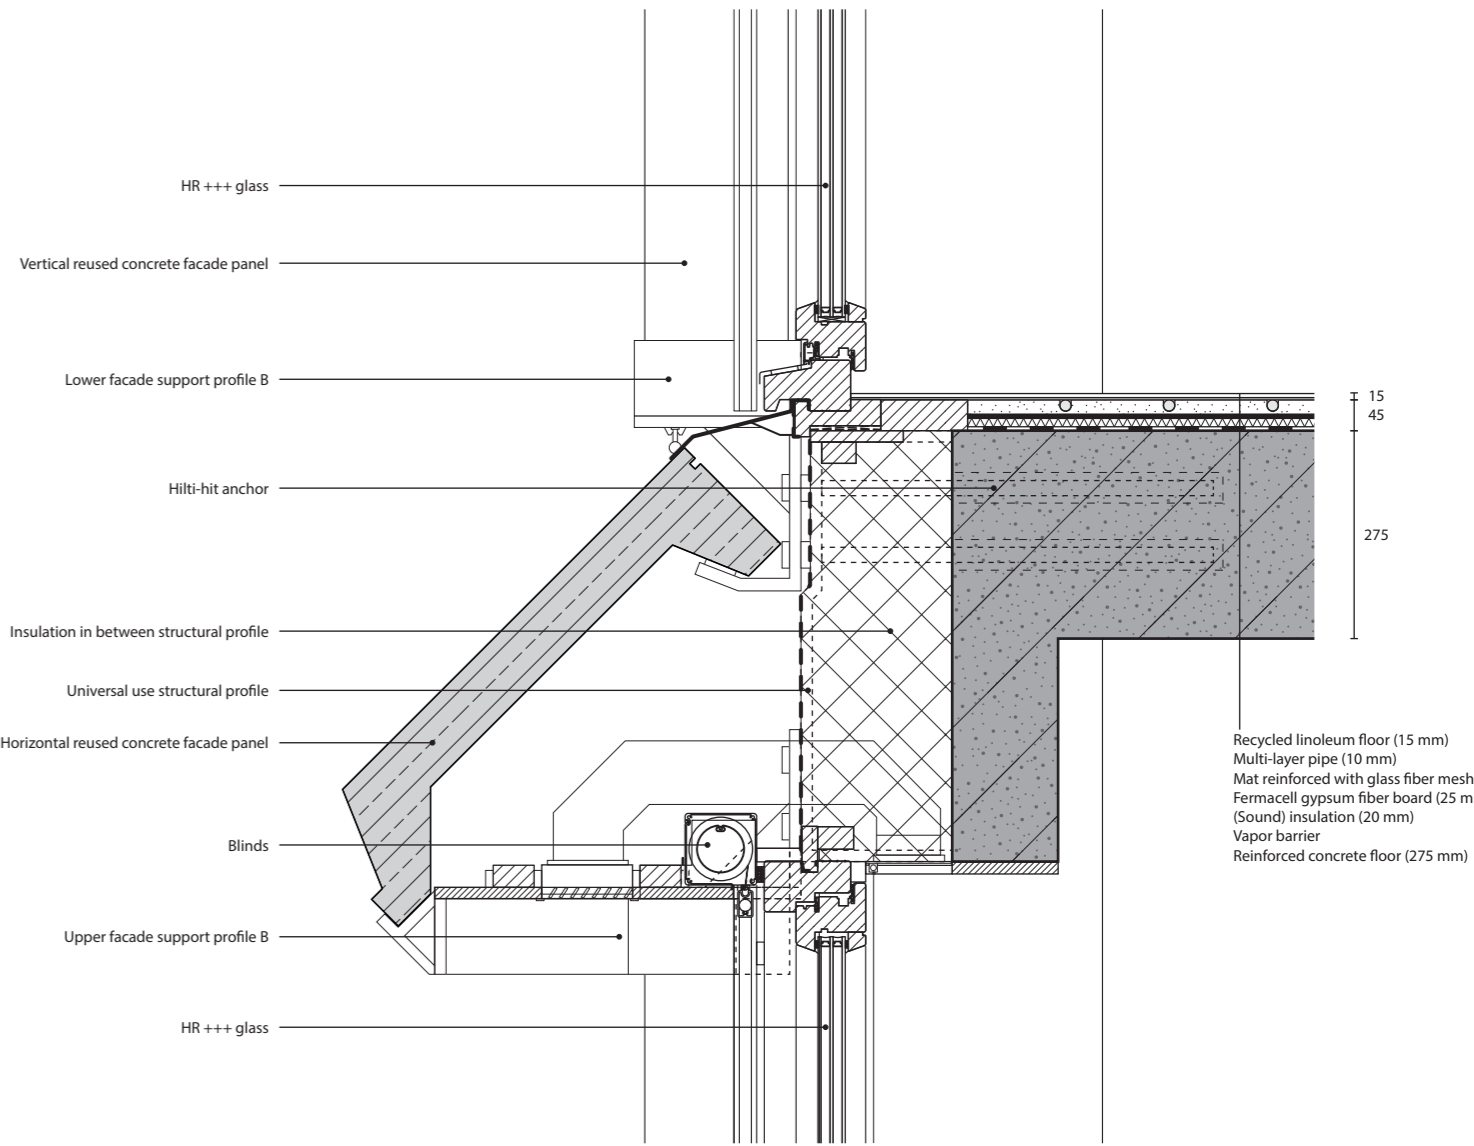 HR +++ glass
Vertical reused concrete facade panel
Lower facade support profile B
15
45
Hilti-hit anchor
275
Insulation in between structural profile
Universal use structural profile
Horizontal reused concrete facade panel
Recycled linoleum floor (15 mm)
Multi-layer pipe (10 mm)
Mat reinforced with glass fiber mesh
Fermacell gypsum fiber board (25 m
(Sound) insulation (20 mm)
Vapor barrier
Reinforced concrete floor (275 mm)
Blinds
Upper facade support profile B
HR +++ glass